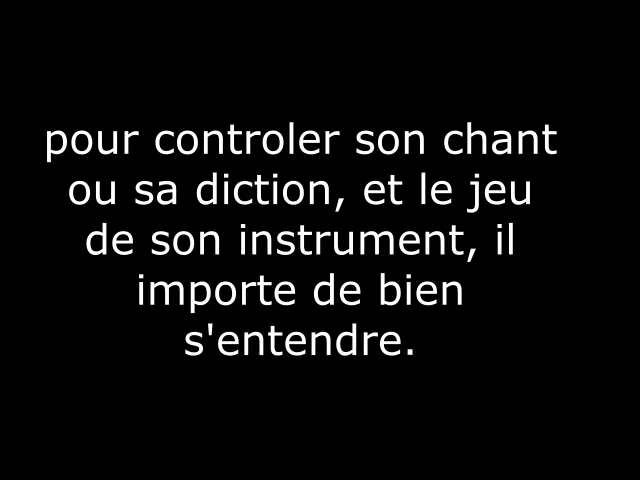 pour controler son chant
ou sa diction, et le jeu
de son instrument, il
importe de bien
s'entendre.